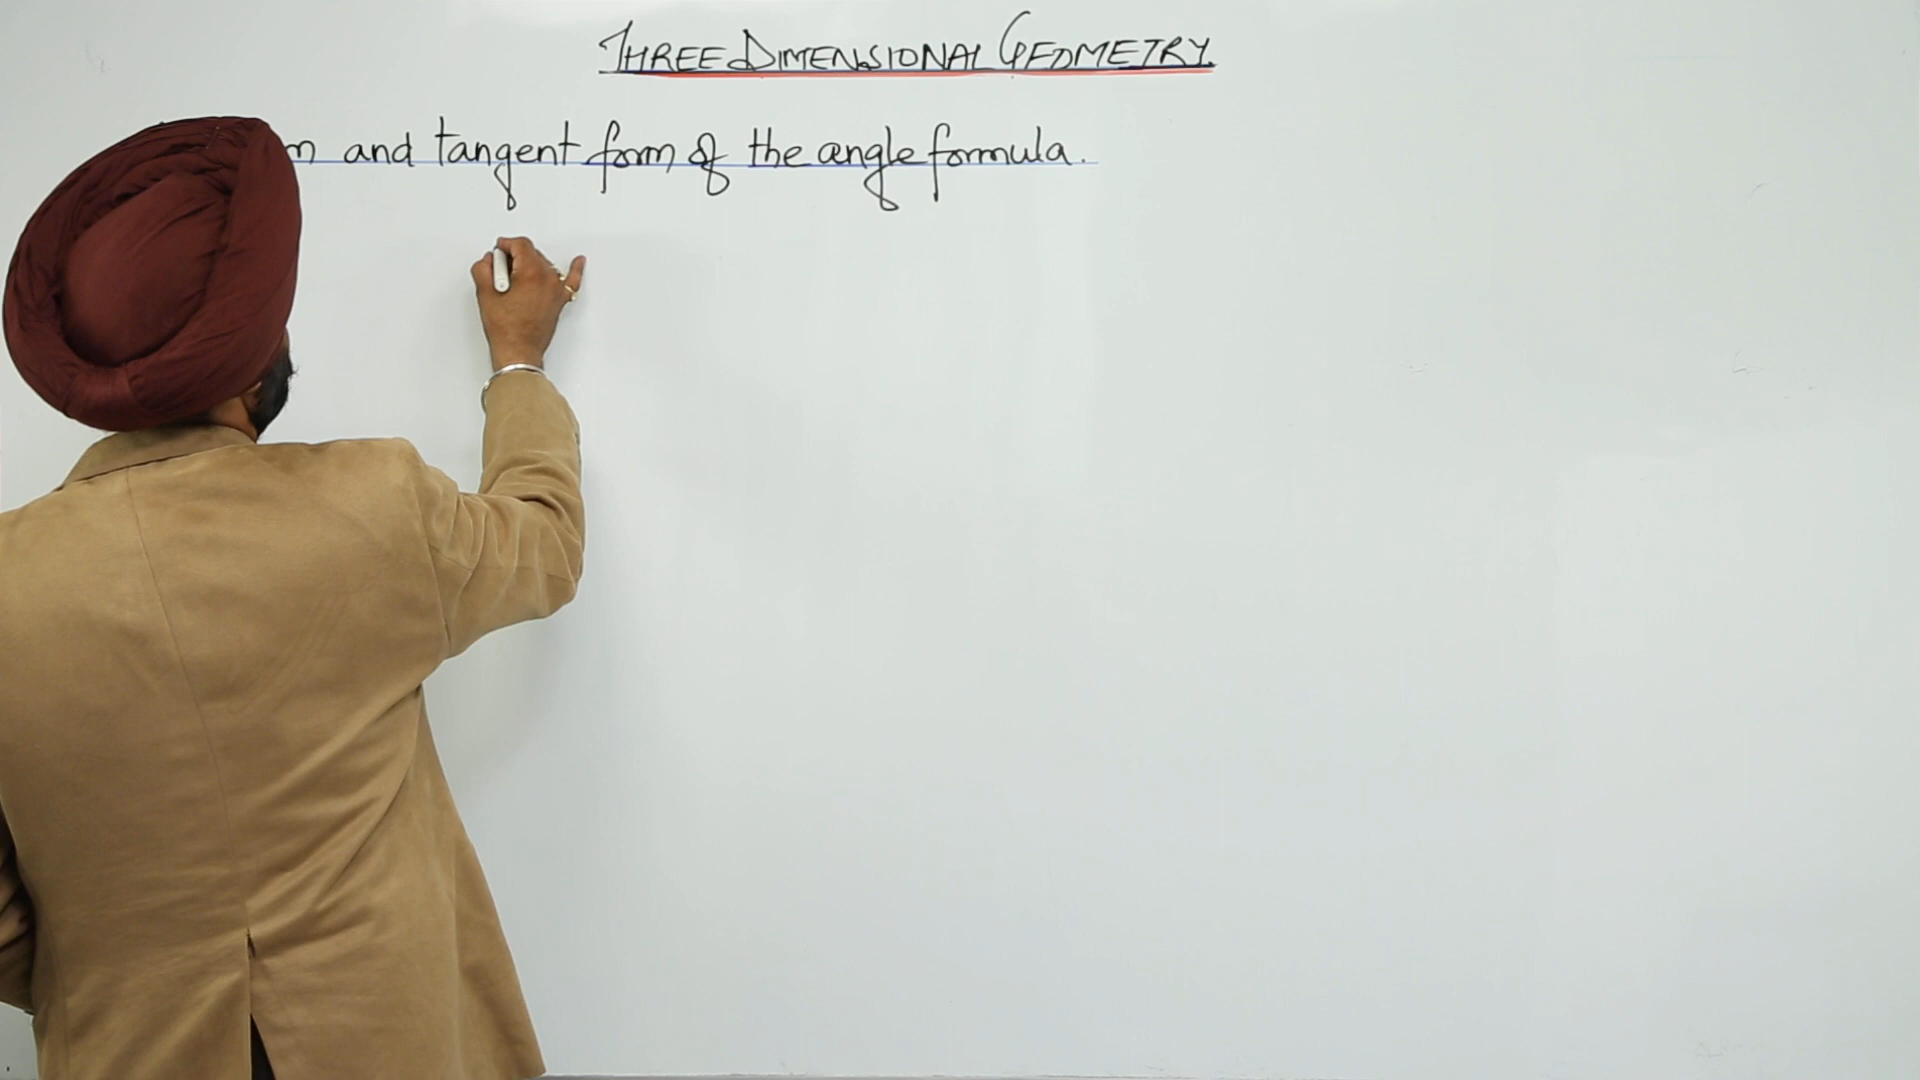 THREE DIMENSIONAL GEOMETRY.
and tangent form of the angle formula.